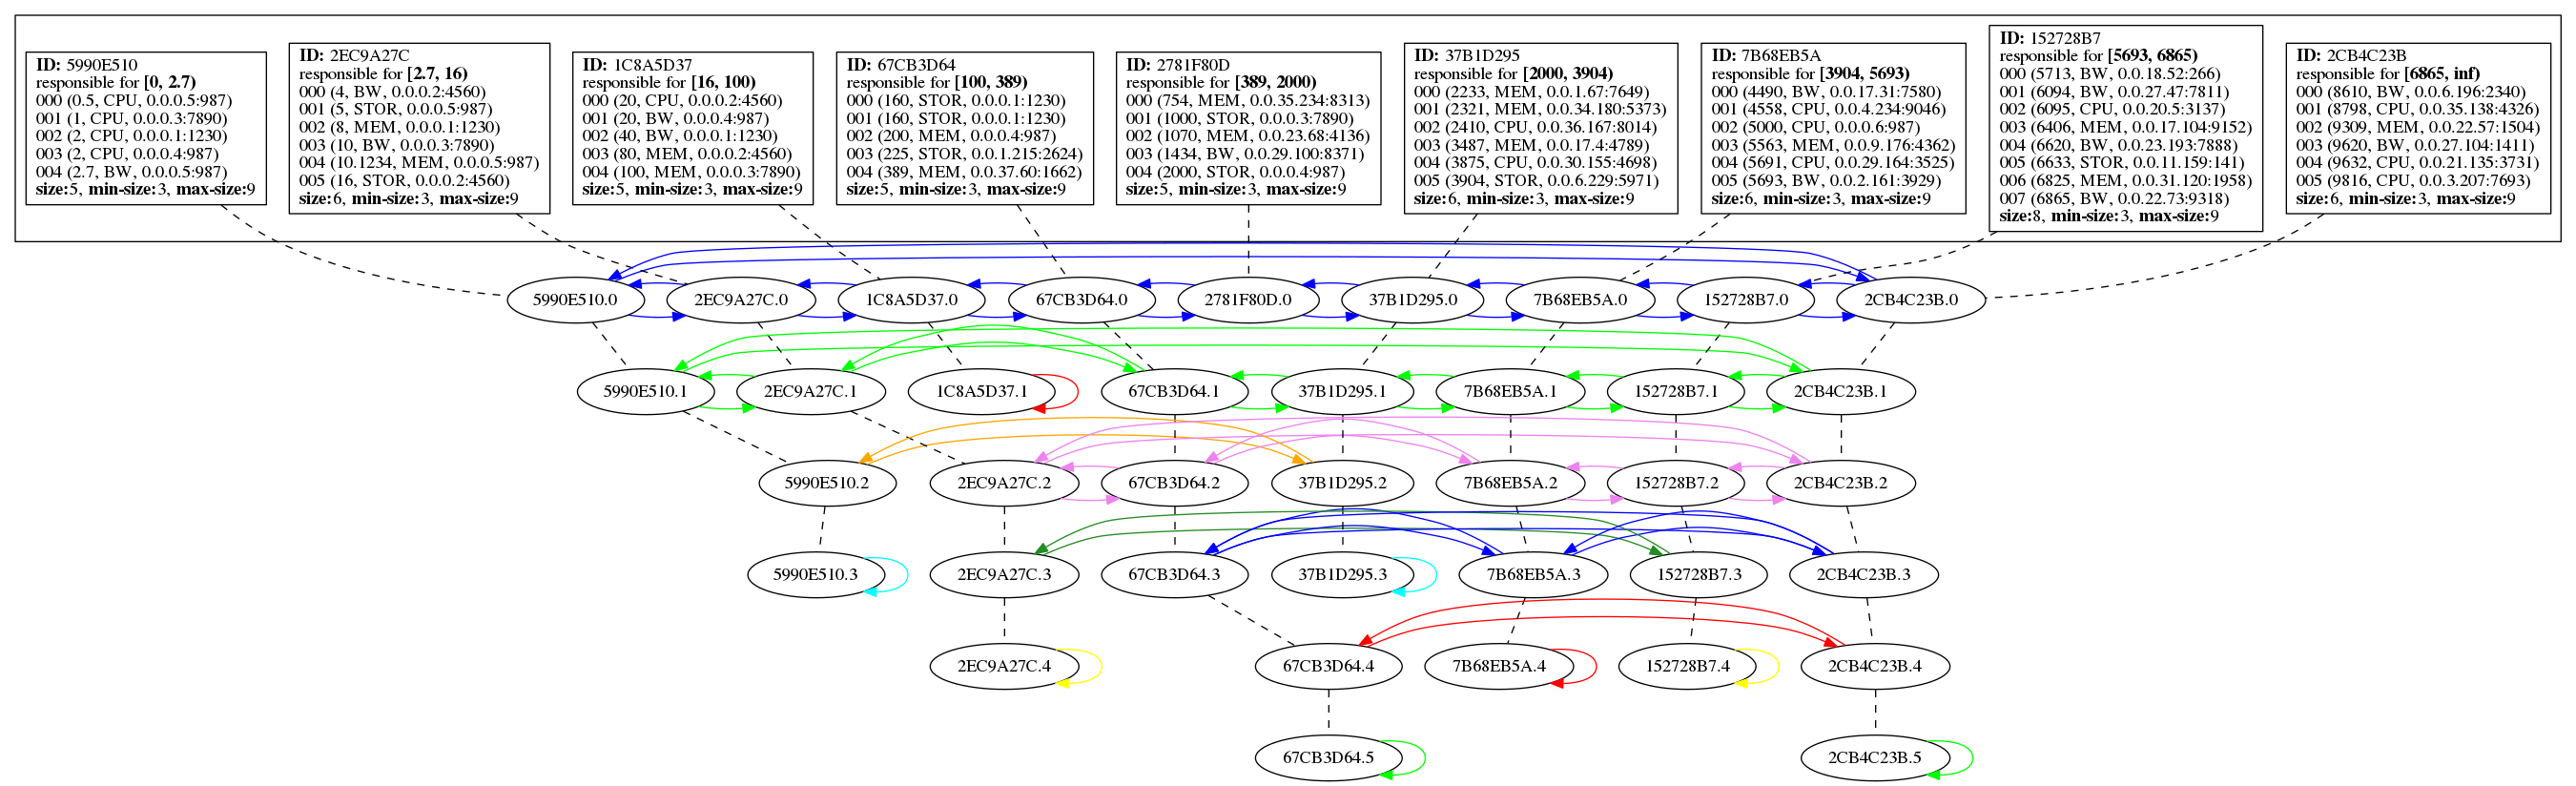 ID: 5990E510
responsible for [0, 2.7)
000 (0.5, CPU, 0.0.0.5:987)
001 (1, CPU, 0.0.0.3:7890)
002 (2, CPU, 0.0.0.1:1230)
003 (2, CPU, 0.0.0.4:987)
004 (2.7, BW, 0.0.0.5:987)
size:5, min-size:3, max-size:9
ID: 2EC9A27C
responsible for [2.7, 16)
000 (4, BW, 0.0.0.2:4560)
001 (5, STOR, 0.0.0.5:987)
002 (8, MEM, 0.0.0.1:1230)
003 (10, BW, 0.0.0.3:7890)
004 (10.1234, MEM, 0.0.0.5:987)
005 (16, STOR, 0.0.0.2:4560)
size:6, min-size:3, max-size:9
ID: 1C8A5D37
responsible for [16, 100)
000 (20, CPU, 0.0.0.2:4560)
001 (20, BW, 0.0.0.4:987)
002 (40, BW, 0.0.0.1:1230)
003 (80, MEM, 0.0.0.2:4560)
004 (100, MEM, 0.0.0.3:7890)
size:5, min-size:3, max-size:9
ID: 67CB3D64
responsible for [100, 389)
000 (160, STOR, 0.0.0.1:1230)
001 (160, STOR, 0.0.0.1:1230)
002 (200, MEM, 0.0.0.4:987)
003 (225, STOR, 0.0.1.215:2624)
004 (389, MEM, 0.0.37.60:1662)
size:5, min-size:3, max-size:9
ID: 2781F80D
responsible for [389, 2000)
000 (754, MEM, 0.0.35.234:8313)
001 (1000, STOR, 0.0.0.3:7890)
002 (1070, MEM, 0.0.23.68:4136)
003 (1434, BW, 0.0.29.100:8371)
004 (2000, STOR, 0.0.0.4:987)
size:5, min-size:3, max-size:9
ID: 37B1D295
responsible for [2000, 3904)
000 (2233, MEM, 0.0.1.67:7649)
001 (2321, MEM, 0.0.34.180:5373)
002 (2410, CPU, 0.0.36.167:8014)
003 (3487, MEM, 0.0.17.4:4789)
004 (3875, CPU, 0.0.30.155:4698)
005 (3904, STOR, 0.0.6.229:5971)
size:6, min-size:3, max-size:9
ID: 7B68EB5A
responsible for [3904, 5693)
000 (4490, BW, 0.0.17.31:7580)
001 (4558, CPU, 0.0.4.234:9046)
002 (5000, CPU, 0.0.0.6:987)
003 (5563, MEM, 0.0.9.176:4362)
004 (5691, CPU, 0.0.29.164:3525)
005 (5693, BW, 0.0.2.161:3929)
size:6, min-size:3, max-size:9
ID: 152728B7
responsible for [5693, 6865)
000 (5713, BW, 0.0.18.52:266)
001 (6094, BW, 0.0.27.47:7811)
002 (6095, CPU, 0.0.20.5:3137)
003 (6406, MEM, 0.0.17.104:9152)
004 (6620, BW, 0.0.23.193:7888)
005 (6633, STOR, 0.0.11.159:141)
006 (6825, MEM, 0.0.31.120:1958)
007 (6865, BW, 0.0.22.73:9318)
size:8, min-size:3, max-size:9
ID: 2CB4C23B
responsible for [6865, inf)
000 (8610, BW, 0.0.6.196:2340)
001 (8798, CPU, 0.0.35.138:4326)
002 (9309, MEM, 0.0.22.57:1504)
003 (9620, BW, 0.0.27.104:1411)
004 (9632, CPU, 0.0.21.135:3731)
005 (9816, CPU, 0.0.3.207:7693)
size:6, min-size:3, max-size:9
5990E510.0
2EC9A27C.0
1C8A5D37.0
67CB3D64.0
2781F80D.0
37B1D295.0
7B68EB5A.0
152728B7.0
2CB4C23B.0
5990E510.1
2EC9A27C.1
1C8A5D37.1
67CB3D64.1
37B1D295.1
7B68EB5A.1
152728B7.1
2CB4C23B.1
5990E510.2
2EC9A27C.2
67CB3D64.2
37B1D295.2
7B68EB5A.2
152728B7.2
2CB4C23B.2
5990E510.3
2EC9A27C.3
67CB3D64.3
37B1D295.3
7B68EB5A.3
152728B7.3
2CB4C23B.3
2EC9A27C.4
67CB3D64.4
7B68EB5A.4
152728B7.4
2CB4C23B.4
67CB3D64.5
2CB4C23B.5